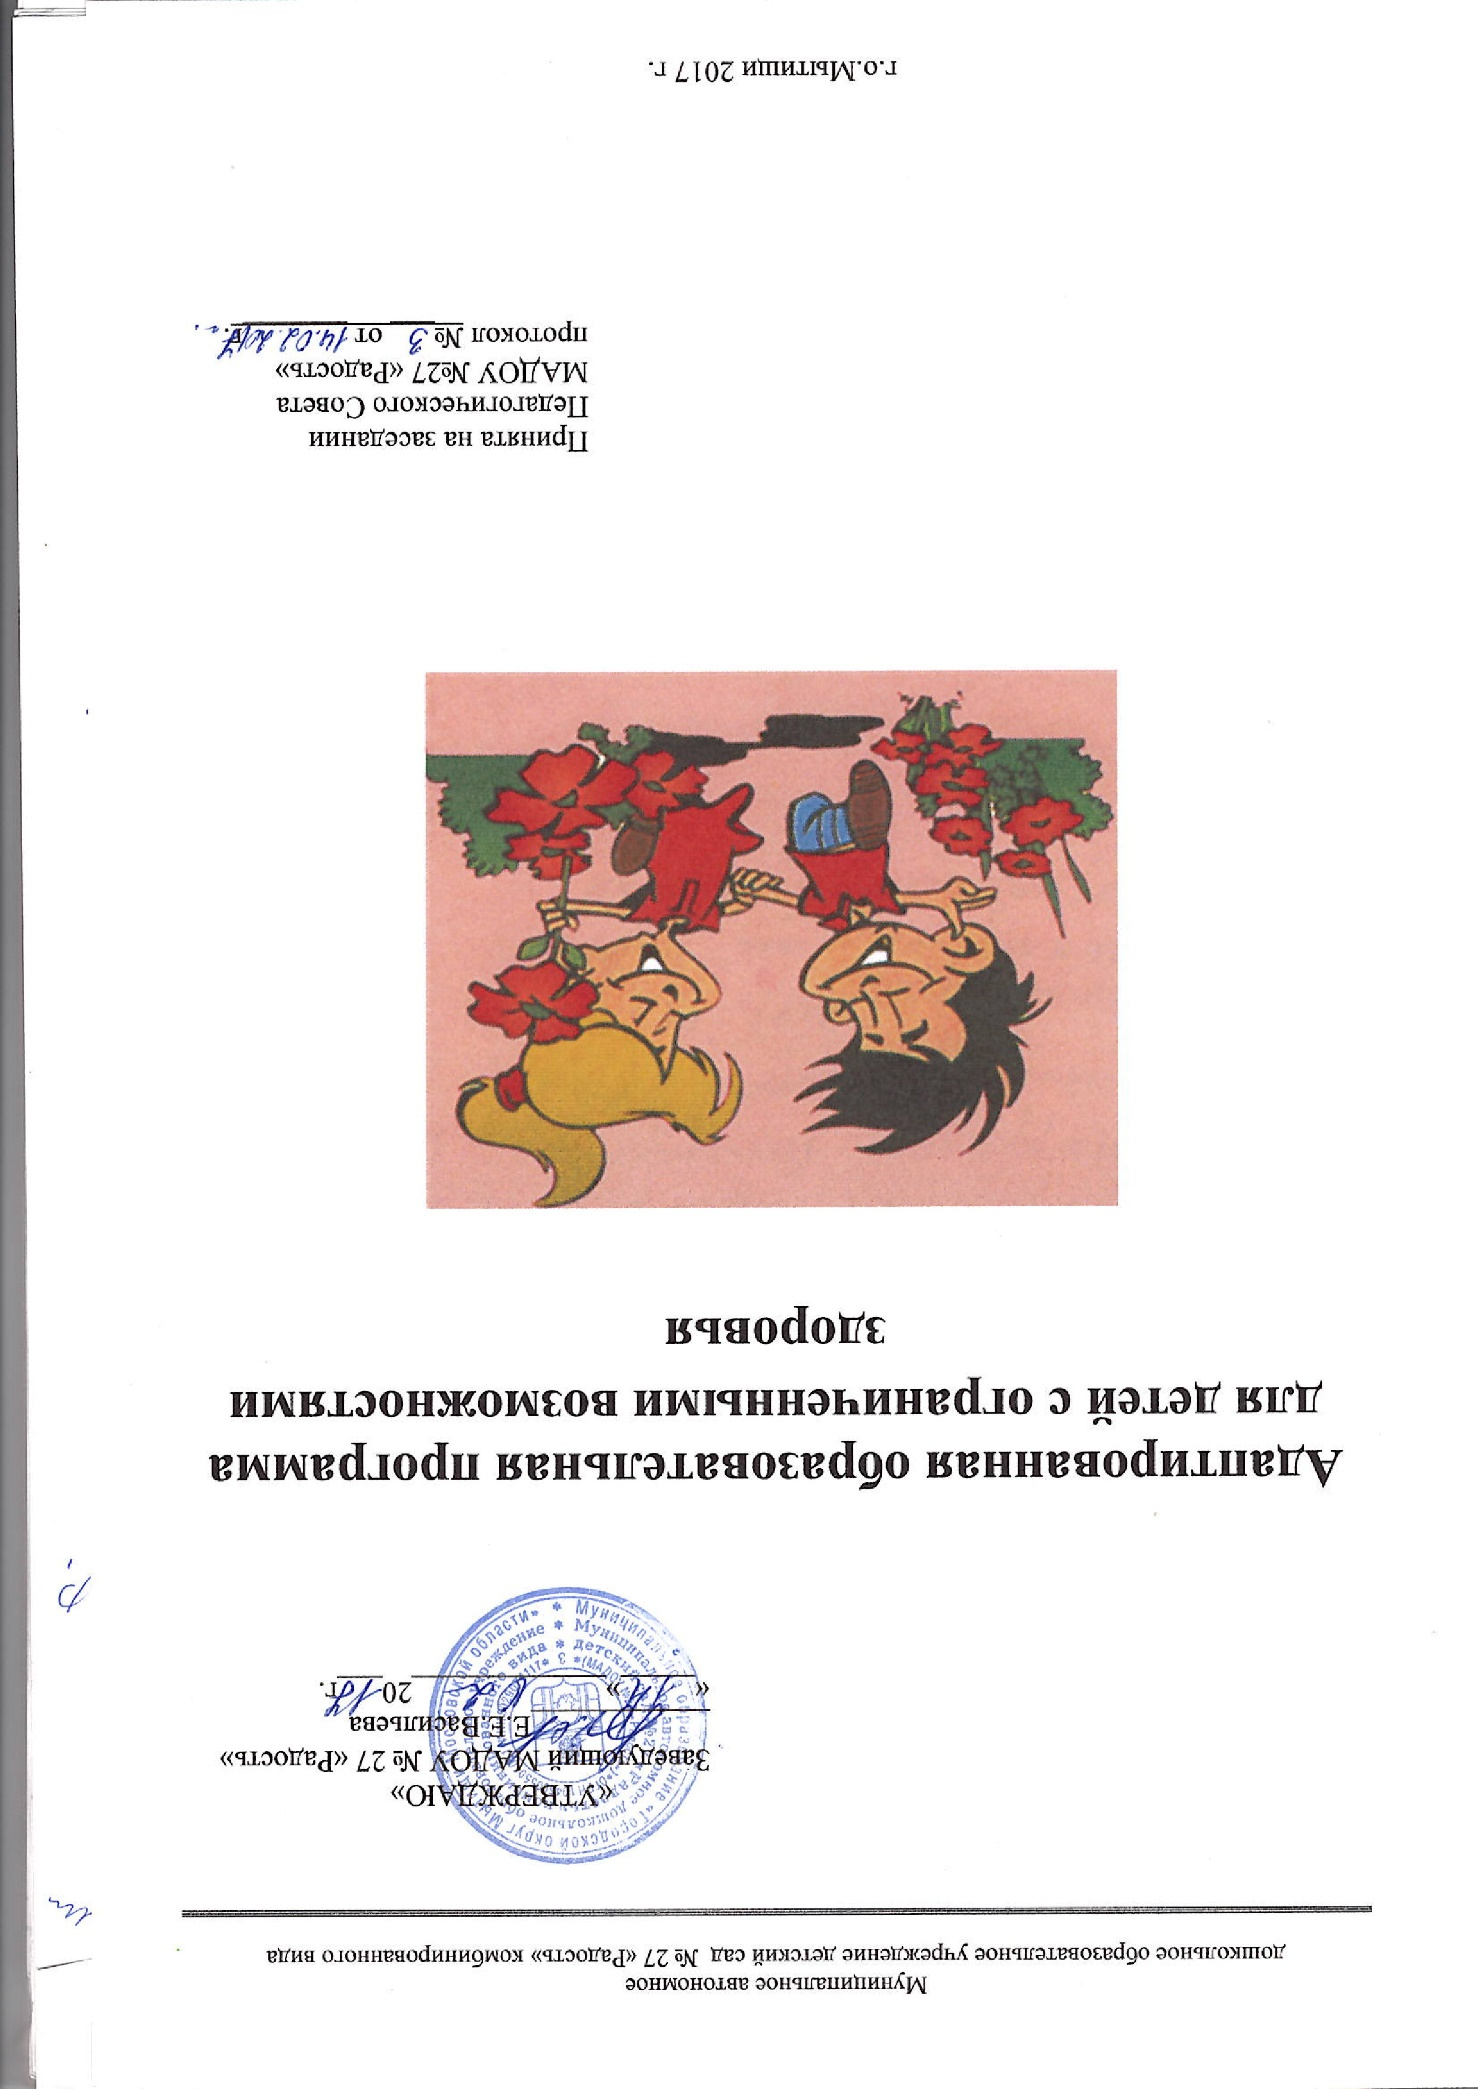 Муниципальное автономное
дошкольное образовательное учреждение детский сад № 27 «Радость» комбинированного вида
«УТВЕРЖДАЮ»
Заведующий МАДОУ № 27 «Радость»
Е.Е.Васильева
« » 2017г.
Адаптированная образовательная программа
для детей с ограниченными возможностями
здоровья
Принята на заседании
Педагогического Совета
МАДОУ №27 «Радость»
протокол № 3 от 14.02.2017г.
г.о.Мытищи 2017 г.